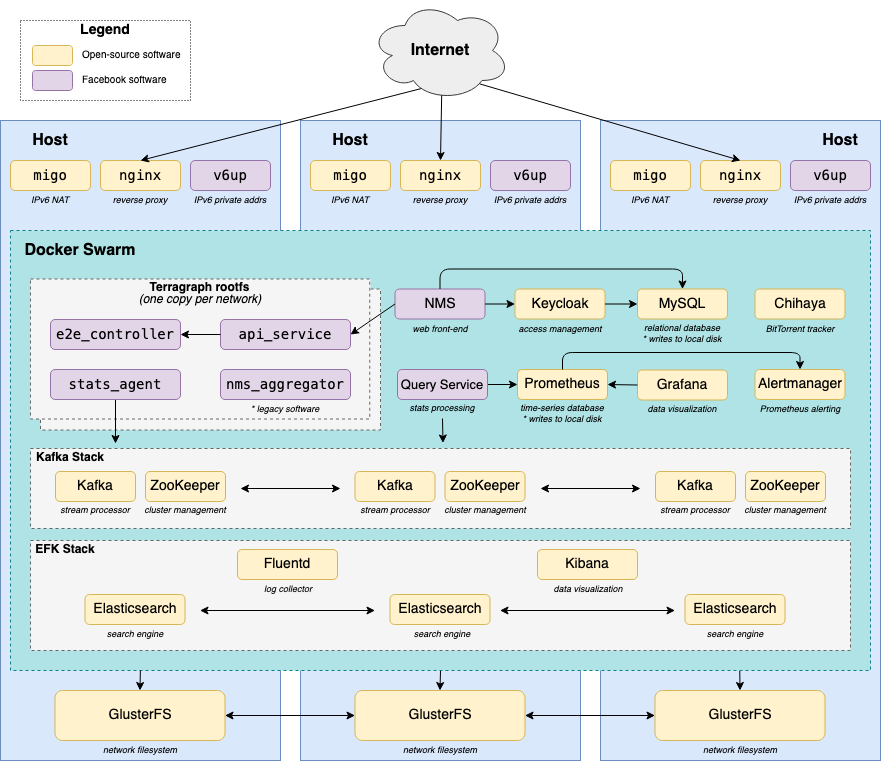 Legend
Open-source software
Facebook software
Internet
Host
Host
Host
migo
nginx
v6up
migo
nginx
v6up
migo
nginx
v6up
IPv6 NAT
reverse proxy
IPv6 private addrs
IPv6 NAT
reverse proxy
IPv6 private addrs
IPv6 NAT
reverse proxy
IPv6 private addrs
Docker Swarm
Terragraph rootfs
(one copy per network)
e2e_controller
api_service
stats_agent
nms_aggregator
* legacy software
NMS
web front-end
Keycloak
access management
MySQL
relational database
* writes to local disk
Chihaya
BitTorrent tracker
Query Service
stats processing
Prometheus
time-series database
* writes to local disk
Grafana
data visualization
Alertmanager
Prometheus alerting
Kafka Stack
Kafka
ZooKeeper
Kafka
ZooKeeper
Kafka
ZooKeeper
stream processor
cluster management
stream processor
cluster management
stream processor
cluster management
EFK Stack
Fluentd
log collector
Kibana
data visualization
Elasticsearch
Elasticsearch
Elasticsearch
search engine
search engine
search engine
GlusterFS
GlusterFS
GlusterFS
network filesystem
network filesystem
network filesystem